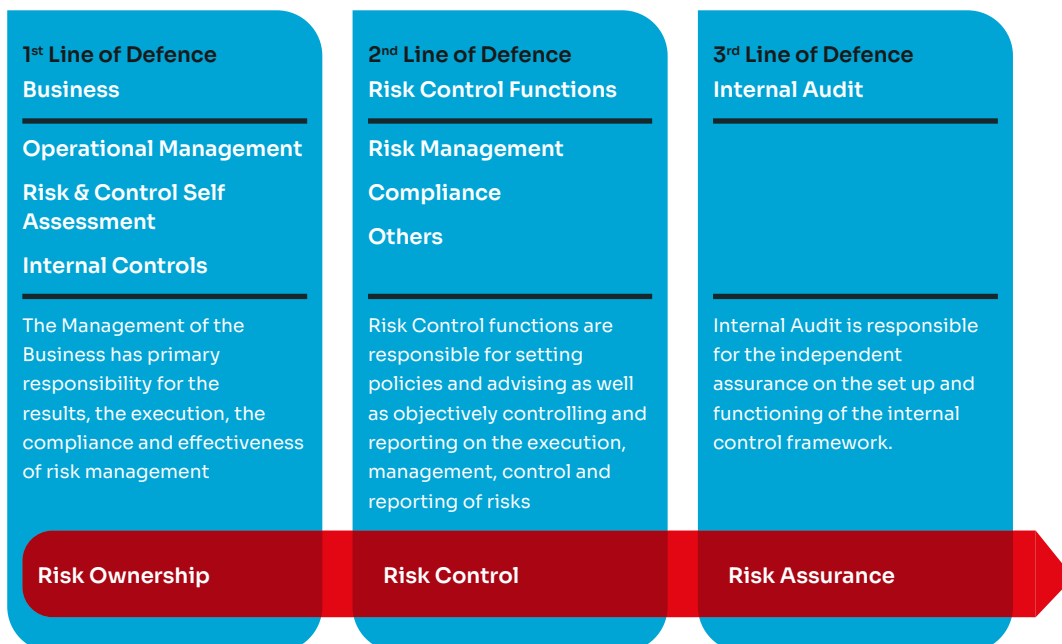 1st Line of Defence
Business
Operational Management
Risk & Control Self
Assessment
Internal Controls
The Management of the
Business has primary
responsibility for the
results, the execution, the
compliance and effectiveness
of risk management
Risk Ownership
2nd Line of Defence
Risk Control Functions
Risk Management
Compliance
Others
Risk Control functions are
responsible for setting
policies and advising as well
as objectively controlling and
reporting on the execution,
management, control and
reporting of risks
Risk Control
3rd Line of Defence
Internal Audit
Internal Audit is responsible
for the independent
assurance on the set up and
functioning of the internal
control framework.
Risk Assurance